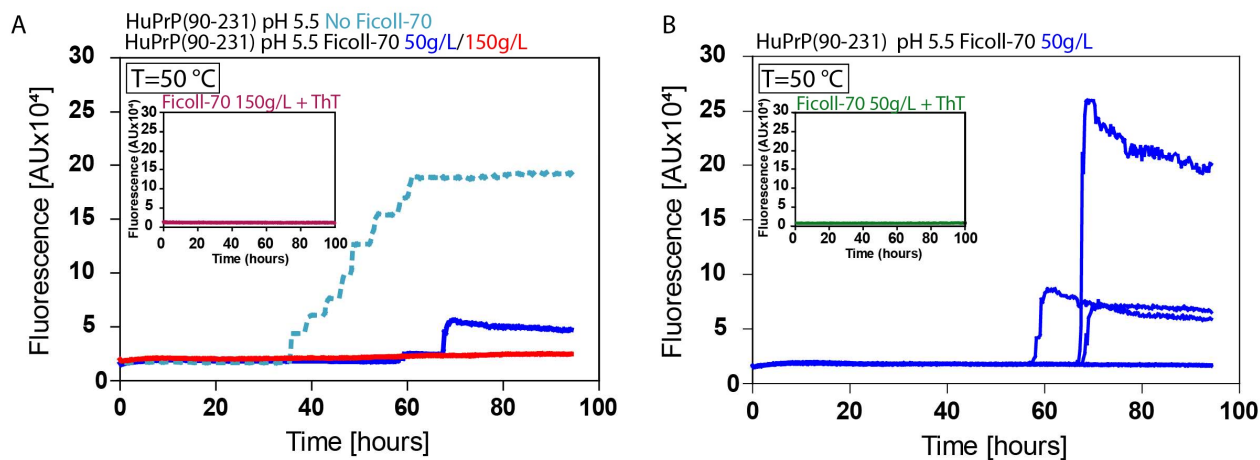 A
HuPrP(90-231) pH 5.5 No Ficoll-70
HuPrP(90-231) pH 5.5 Ficoll-70 50g/L/150g/L
30
25
20
15
10
5
0
Fluorescence [AUx10⁴]
T=50 °C
Ficoll-70 150g/L + ThT
30
25
20
15
10
5
0
Fluorescence (AUx10⁴)
0 20 40 60 80 100
Time (hours)
0 20 40 60 80 100
Time [hours]
B
HuPrP(90-231) pH 5.5 Ficoll-70 50g/L
30
25
20
15
10
5
0
Fluorescence [AUx10⁴]
T=50 °C
Ficoll-70 50g/L + ThT
30
25
20
15
10
5
0
Fluorescence (AUx10⁴)
0 20 40 60 80 100
Time (hours)
0 20 40 60 80 100
Time [hours]